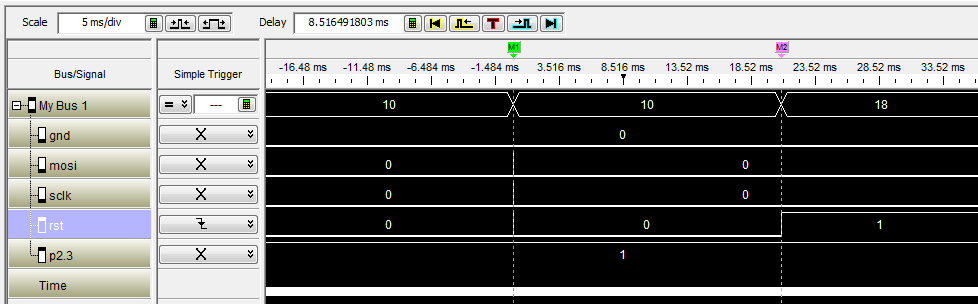 Scale 5 ms/div Delay 8.516491803 ms T
M1 M2
Bus/Signal Simple Trigger -16.48 ms -11.48 ms -6.484 ms -1.484 ms 3.516 ms 8.516 ms 13.52 ms 18.52 ms 23.52 ms 28.52 ms 33.52 ms
My Bus 1 = --- 10 10 18
gnd X 0
mosi X 0 0
sclk X 0 0
rst 0 0 1
p2.3 X 1
Time